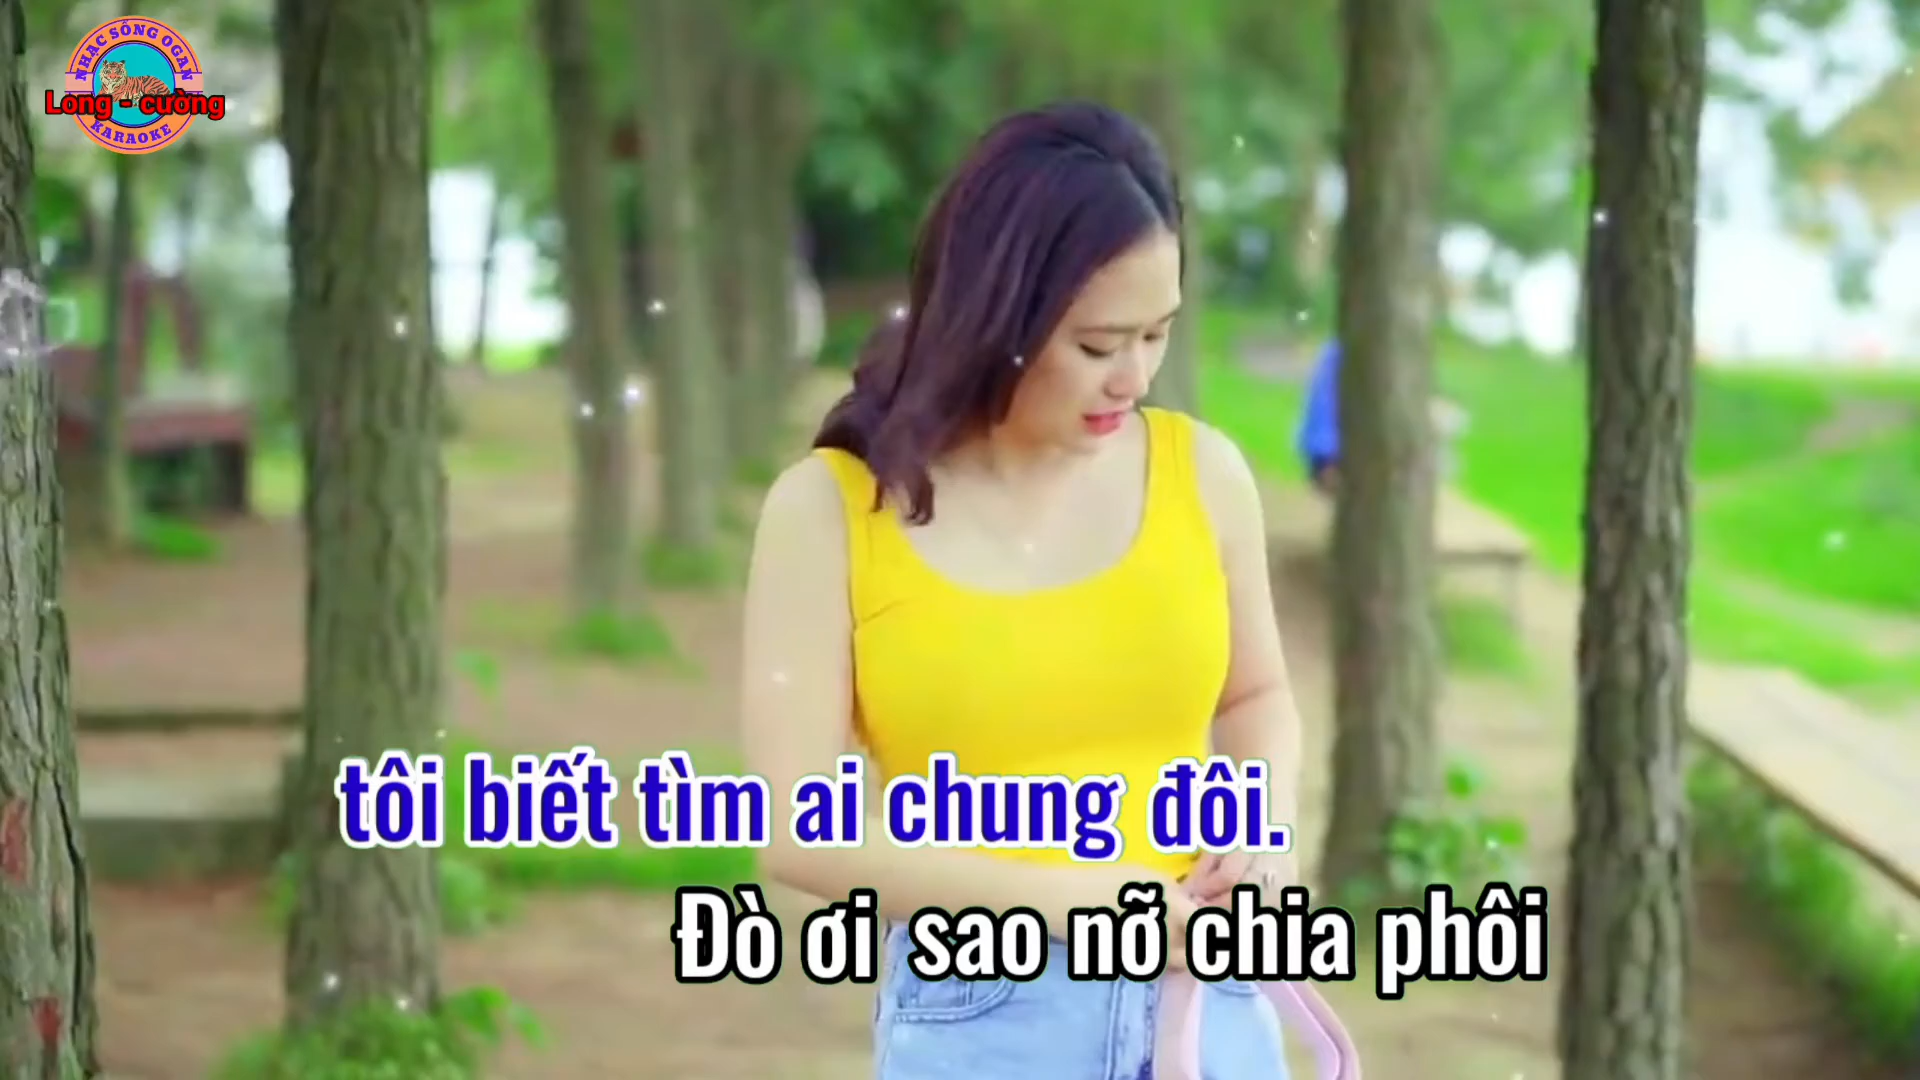 NHẠC SỐNG OGAN
Long - cường
KARAOKE
tôi biết tìm ai chung đôi.
Đò ơi sao nỡ chia phôi